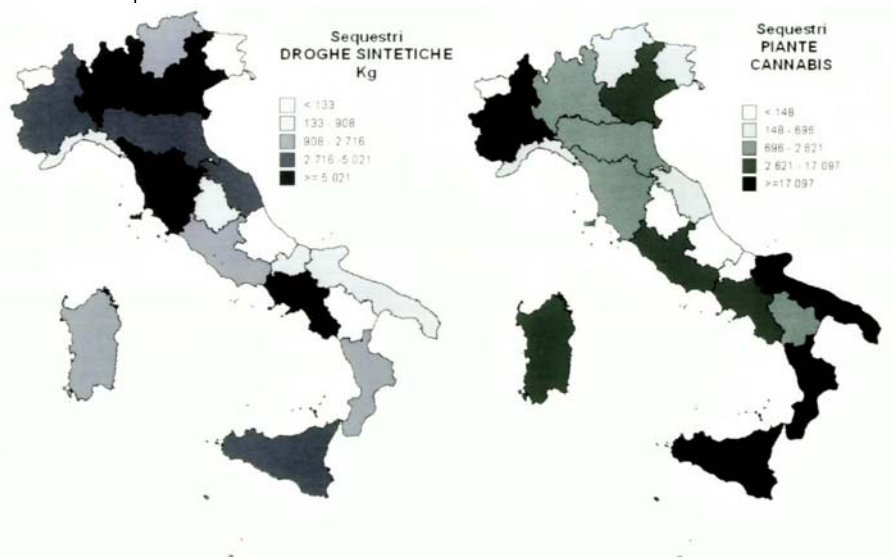 Sequestri
DROGHE SINTETICHE
Kg
< 133
133 - 908
908 - 2 716
2 716 -5 021
>= 5 021
Sequestri
PIANTE
CANNABIS
< 148
148 - 696
696 - 2 621
2 621 - 17 097
>=17 097